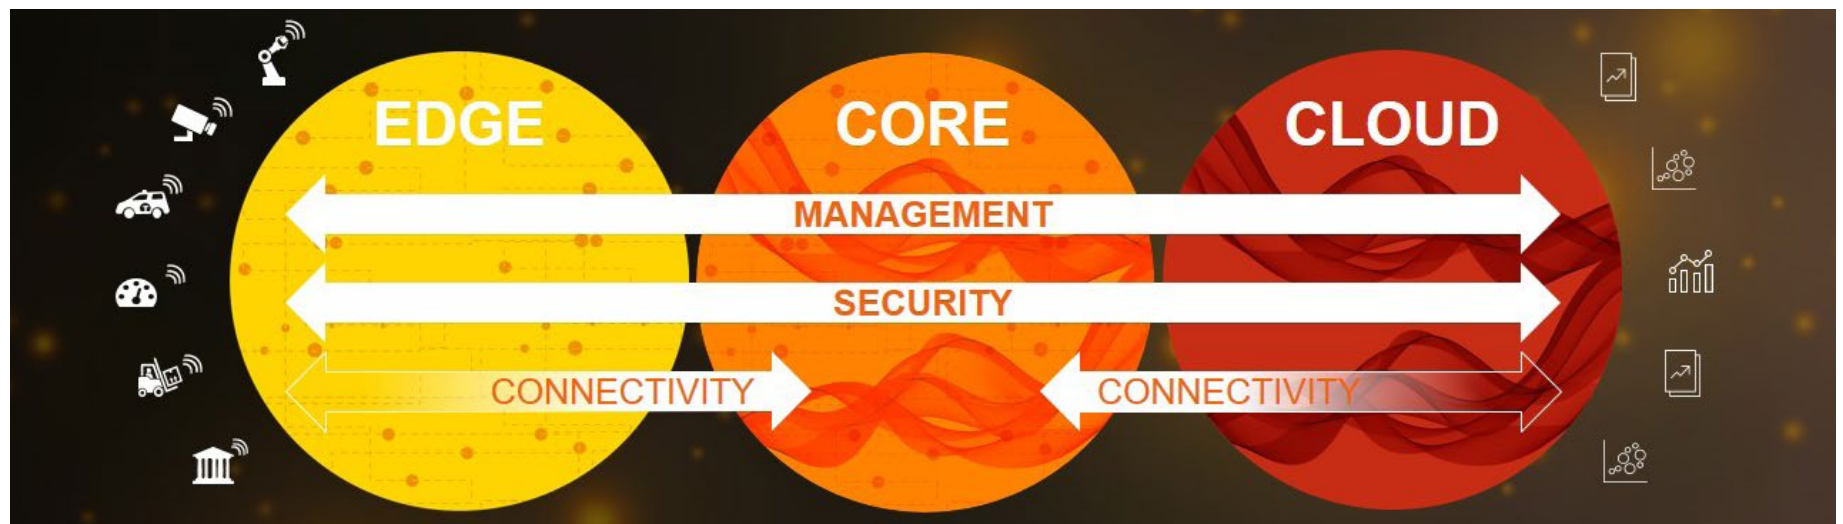 EDGE
CORE
CLOUD
MANAGEMENT
SECURITY
CONNECTIVITY
CONNECTIVITY